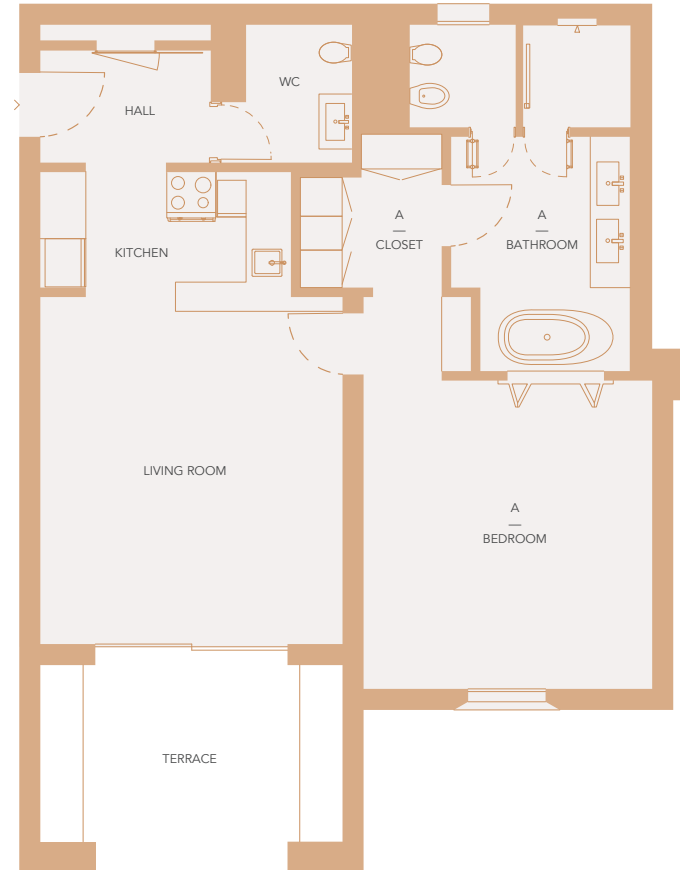 WC
HALL
A
CLOSET
A
BATHROOM
KITCHEN
LIVING ROOM
A
BEDROOM
TERRACE